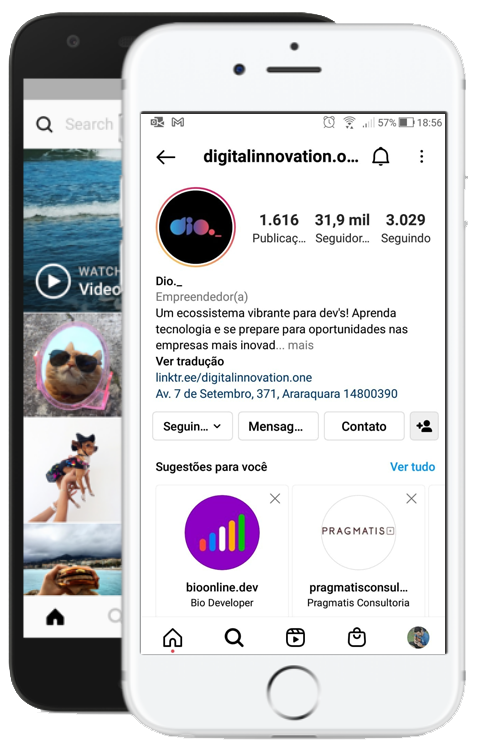 Search
WATCH
Video
57% 18:56
digitalinnovation.o...
dio._
1.616 31,9 mil 3.029
Publicaç... Seguidor... Seguindo
Dio._
Empreendedor(a)
Um ecossistema vibrante para dev's! Aprenda
tecnologia e se prepare para oportunidades nas
empresas mais inovad... mais
Ver tradução
linktr.ee/digitalinnovation.one
Av. 7 de Setembro, 371, Araraquara 14800390
Seguin... Mensag... Contato
Sugestões para você Ver tudo
PRAGMATIS
bioonline.dev pragmatisconsul...
Bio Developer Pragmatis Consultoria